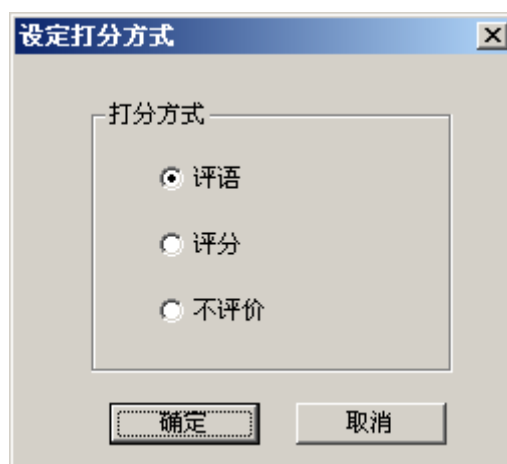 设定打分方式
打分方式
评语
评分
不评价
确定 取消